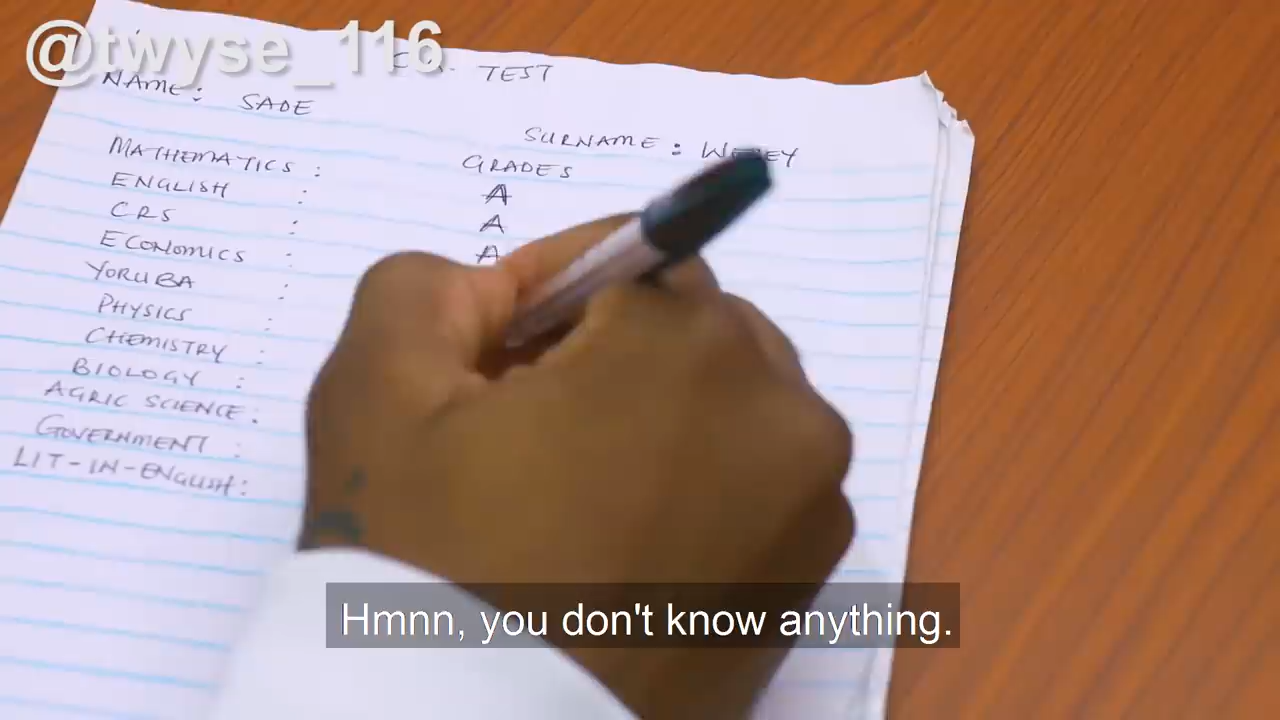 @twyse_116
TEST
NAME: SADE
SURNAME:
GRADES
MATHEMATICS : A
ENGLISH : A
CRS : A
ECONOMICS :
YORUBA :
PHYSICS :
CHEMISTRY :
BIOLOGY :
AGRIC SCIENCE:
GOVERNMENT :
LIT-IN-ENGLISH:
Hmnn, you don't know anything.